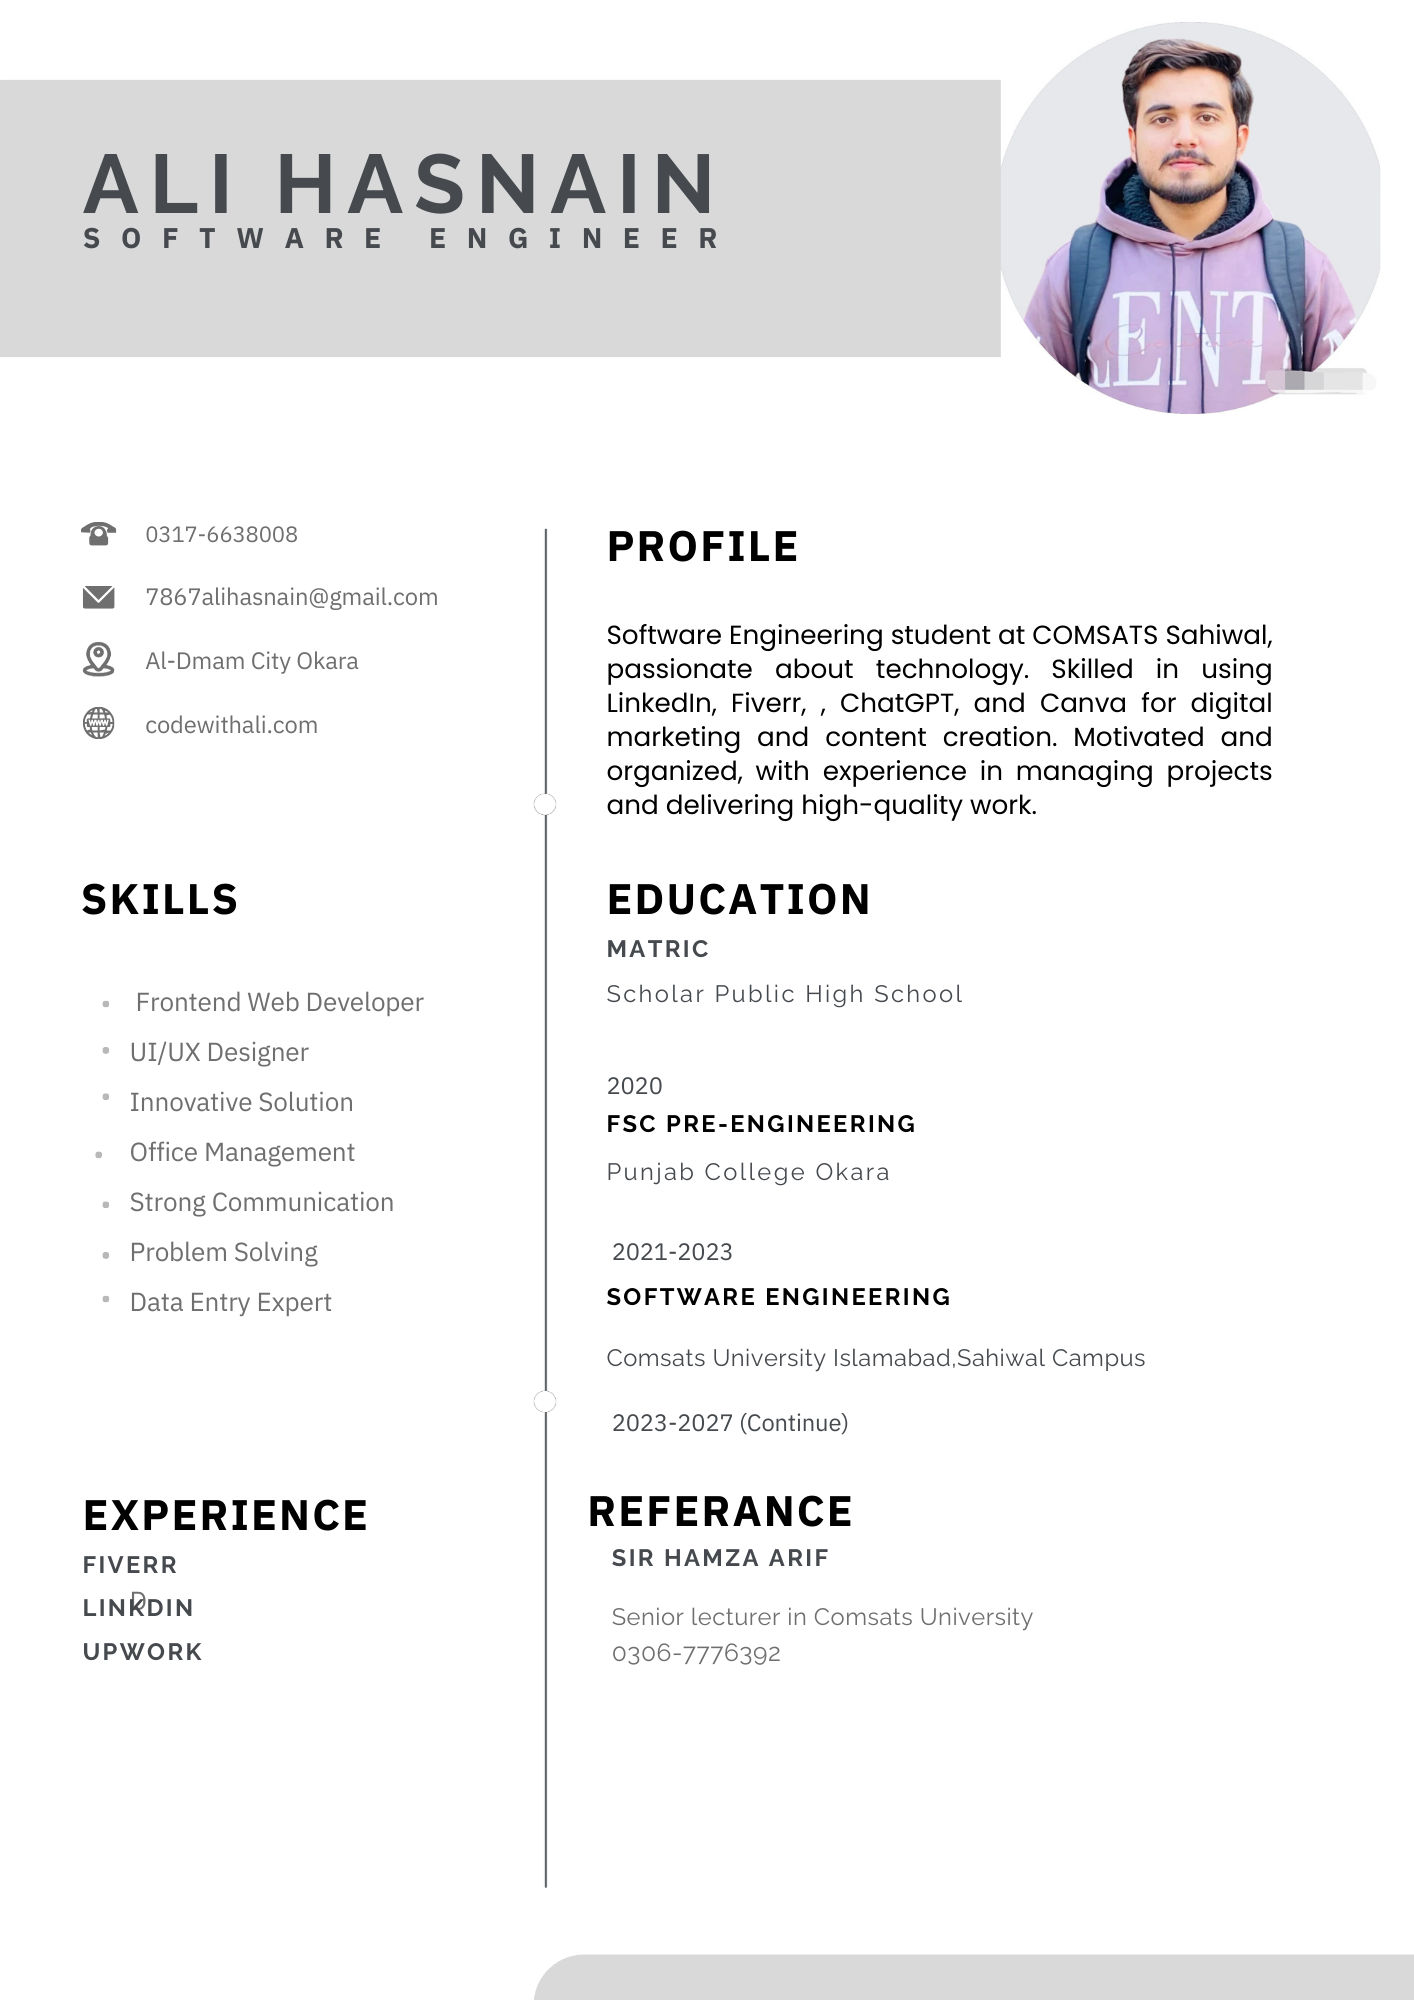 ALI HASNAIN
SOFTWARE ENGINEER
ENT
0317-6638008
7867alihasnain@gmail.com
Al-Dmam City Okara
codewithali.com
SKILLS
Frontend Web Developer
UI/UX Designer
Innovative Solution
Office Management
Strong Communication
Problem Solving
Data Entry Expert
EXPERIENCE
FIVERR
D
LINKDIN
UPWORK
PROFILE
Software Engineering student at COMSATS Sahiwal,
passionate about technology. Skilled in using
LinkedIn, Fiverr, , ChatGPT, and Canva for digital
marketing and content creation. Motivated and
organized, with experience in managing projects
and delivering high-quality work.
EDUCATION
MATRIC
Scholar Public High School
2020
FSC PRE-ENGINEERING
Punjab College Okara
2021-2023
SOFTWARE ENGINEERING
Comsats University Islamabad,Sahiwal Campus
2023-2027 (Continue)
REFERANCE
SIR HAMZA ARIF
Senior lecturer in Comsats University
0306-7776392